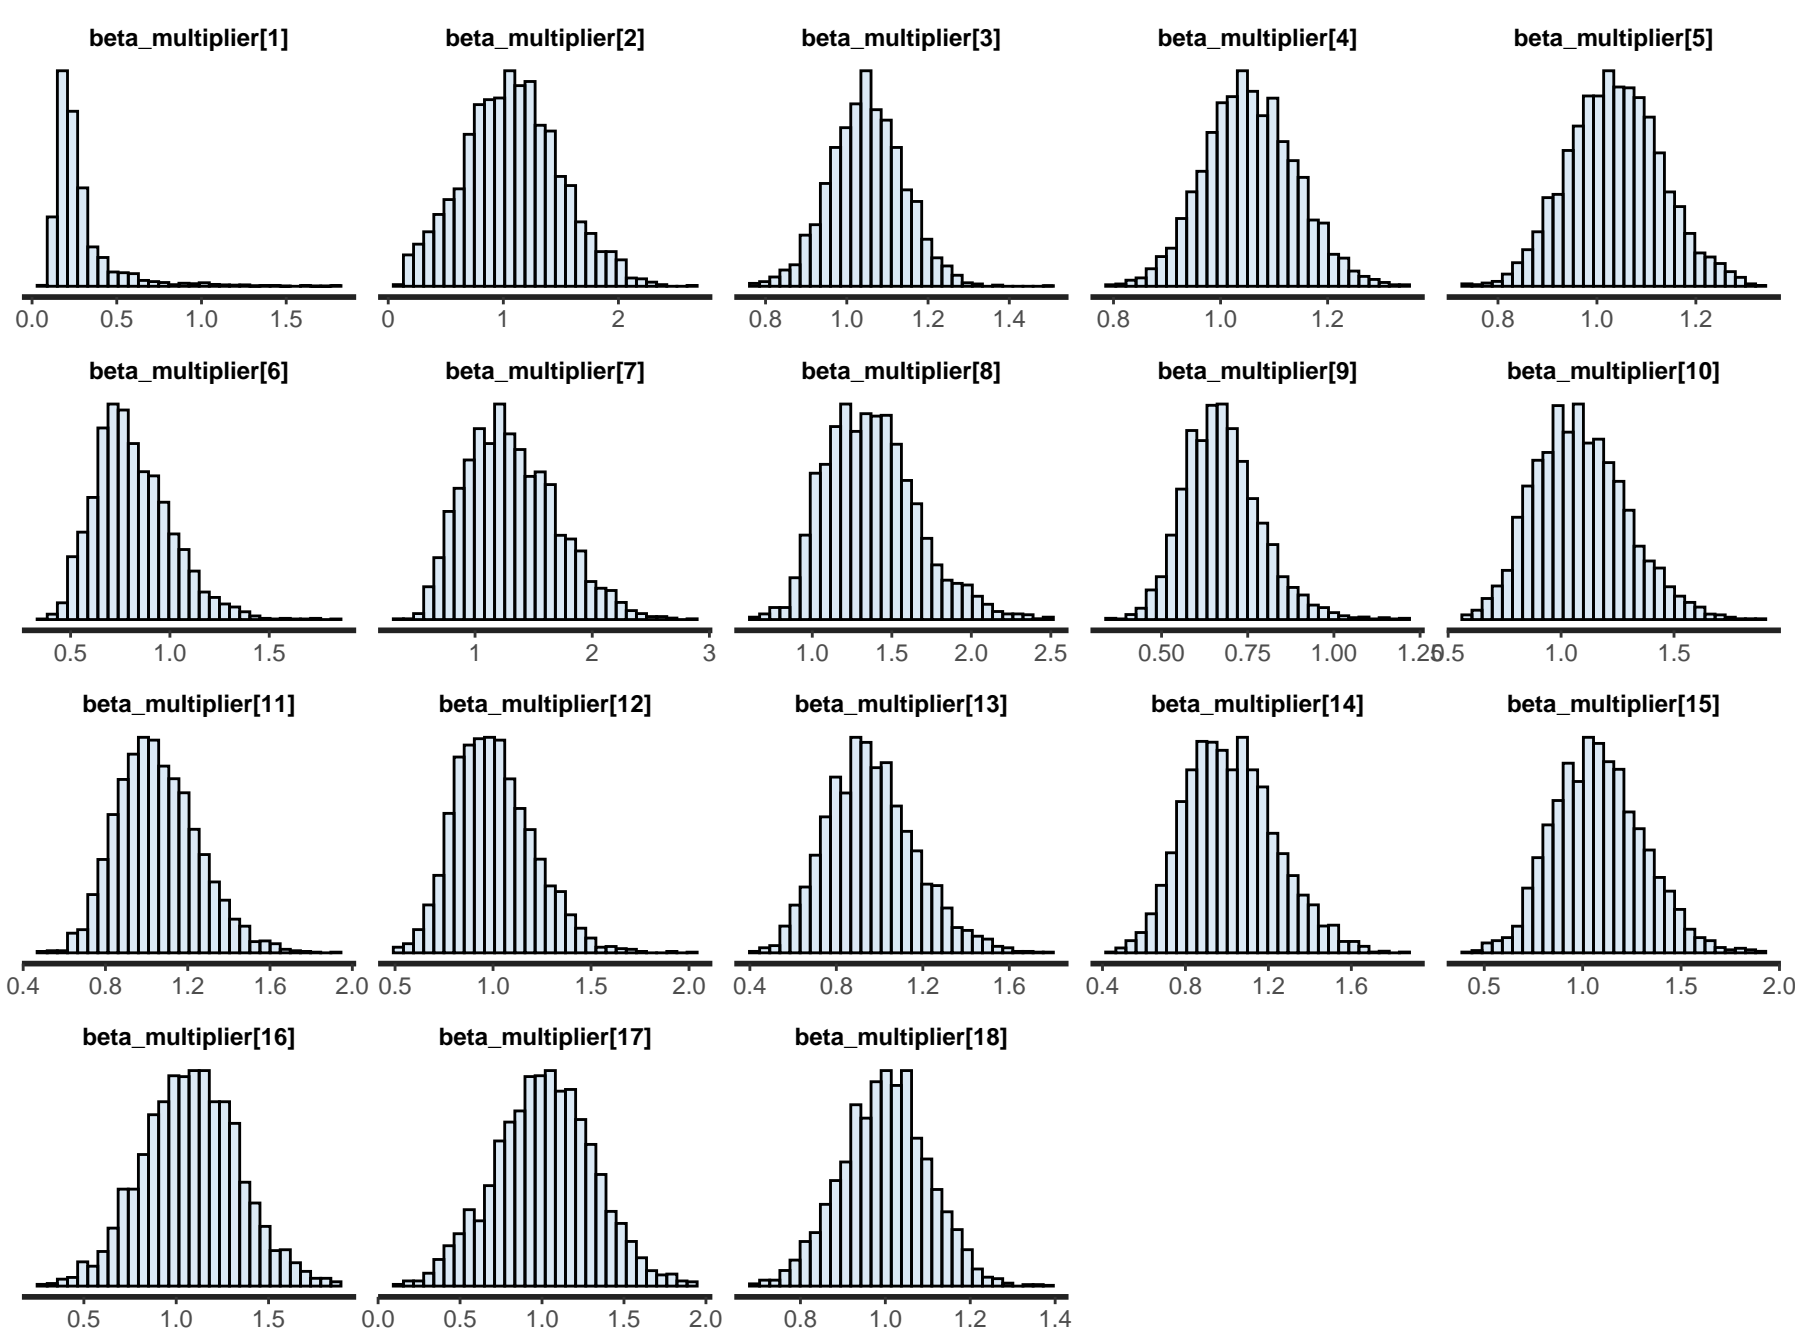 beta_multiplier[1] beta_multiplier[2] beta_multiplier[3] beta_multiplier[4] beta_multiplier[5]
0.0 0.5 1.0 1.5 0 1 2 0.8 1.0 1.2 1.4 0.8 1.0 1.2 0.8 1.0 1.2
beta_multiplier[6] beta_multiplier[7] beta_multiplier[8] beta_multiplier[9] beta_multiplier[10]
0.5 1.0 1.5 1 2 3 1.0 1.5 2.0 2.5 0.50 0.75 1.00 1.25 0.5 1.0 1.5
beta_multiplier[11] beta_multiplier[12] beta_multiplier[13] beta_multiplier[14] beta_multiplier[15]
0.4 0.8 1.2 1.6 2.0 0.5 1.0 1.5 2.0 0.4 0.8 1.2 1.6 0.4 0.8 1.2 1.6 0.5 1.0 1.5 2.0
beta_multiplier[16] beta_multiplier[17] beta_multiplier[18]
0.5 1.0 1.5 0.0 0.5 1.0 1.5 2.0 0.8 1.0 1.2 1.4